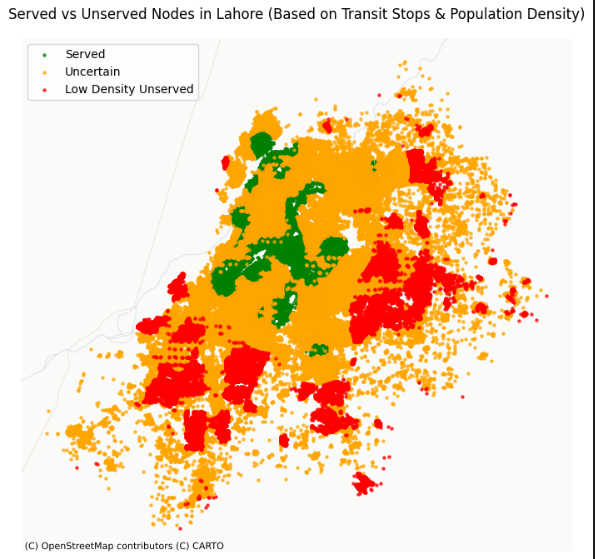 Served vs Unserved Nodes in Lahore (Based on Transit Stops & Population Density)
Served
Uncertain
Low Density Unserved
(C) OpenStreetMap contributors (C) CARTO